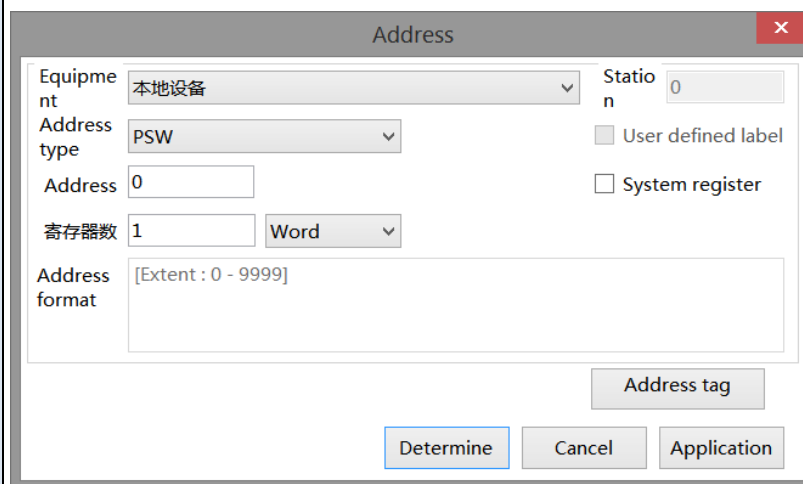 Address
Equipme
nt
本地设备
Statio
n
0
Address
type
PSW
User defined label
Address
0
System register
寄存器数
1
Word
Address
format
[Extent : 0 - 9999]
Address tag
Determine
Cancel
Application